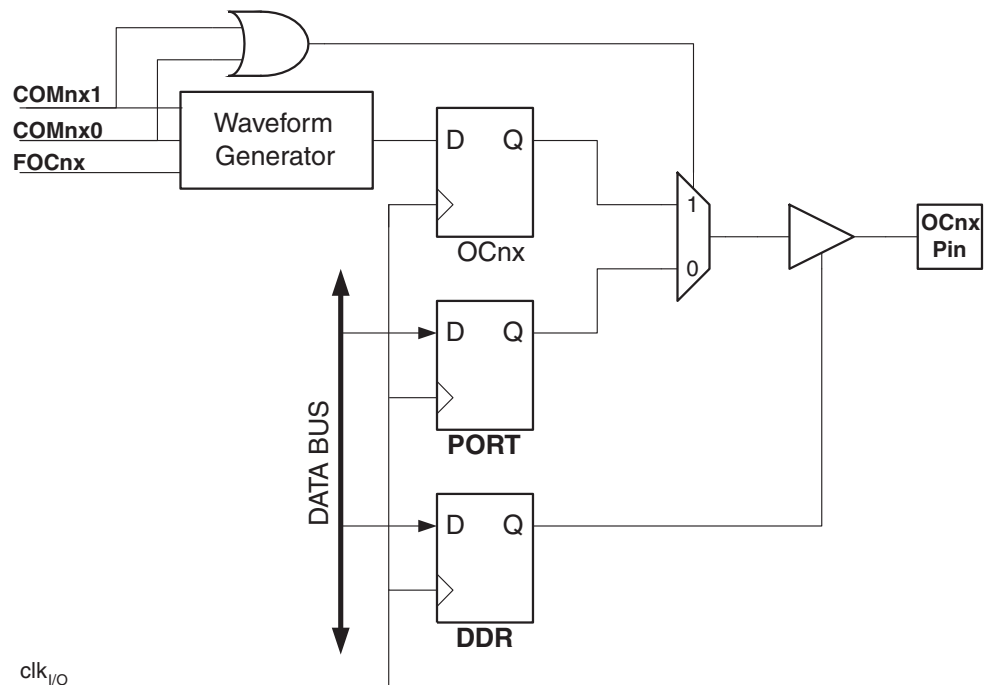 COMnx1
COMnx0
FOCnx
Waveform
Generator
D Q
OCnx
1
0
OCnx
Pin
D Q
PORT
DATA BUS
D Q
DDR
clkI/O